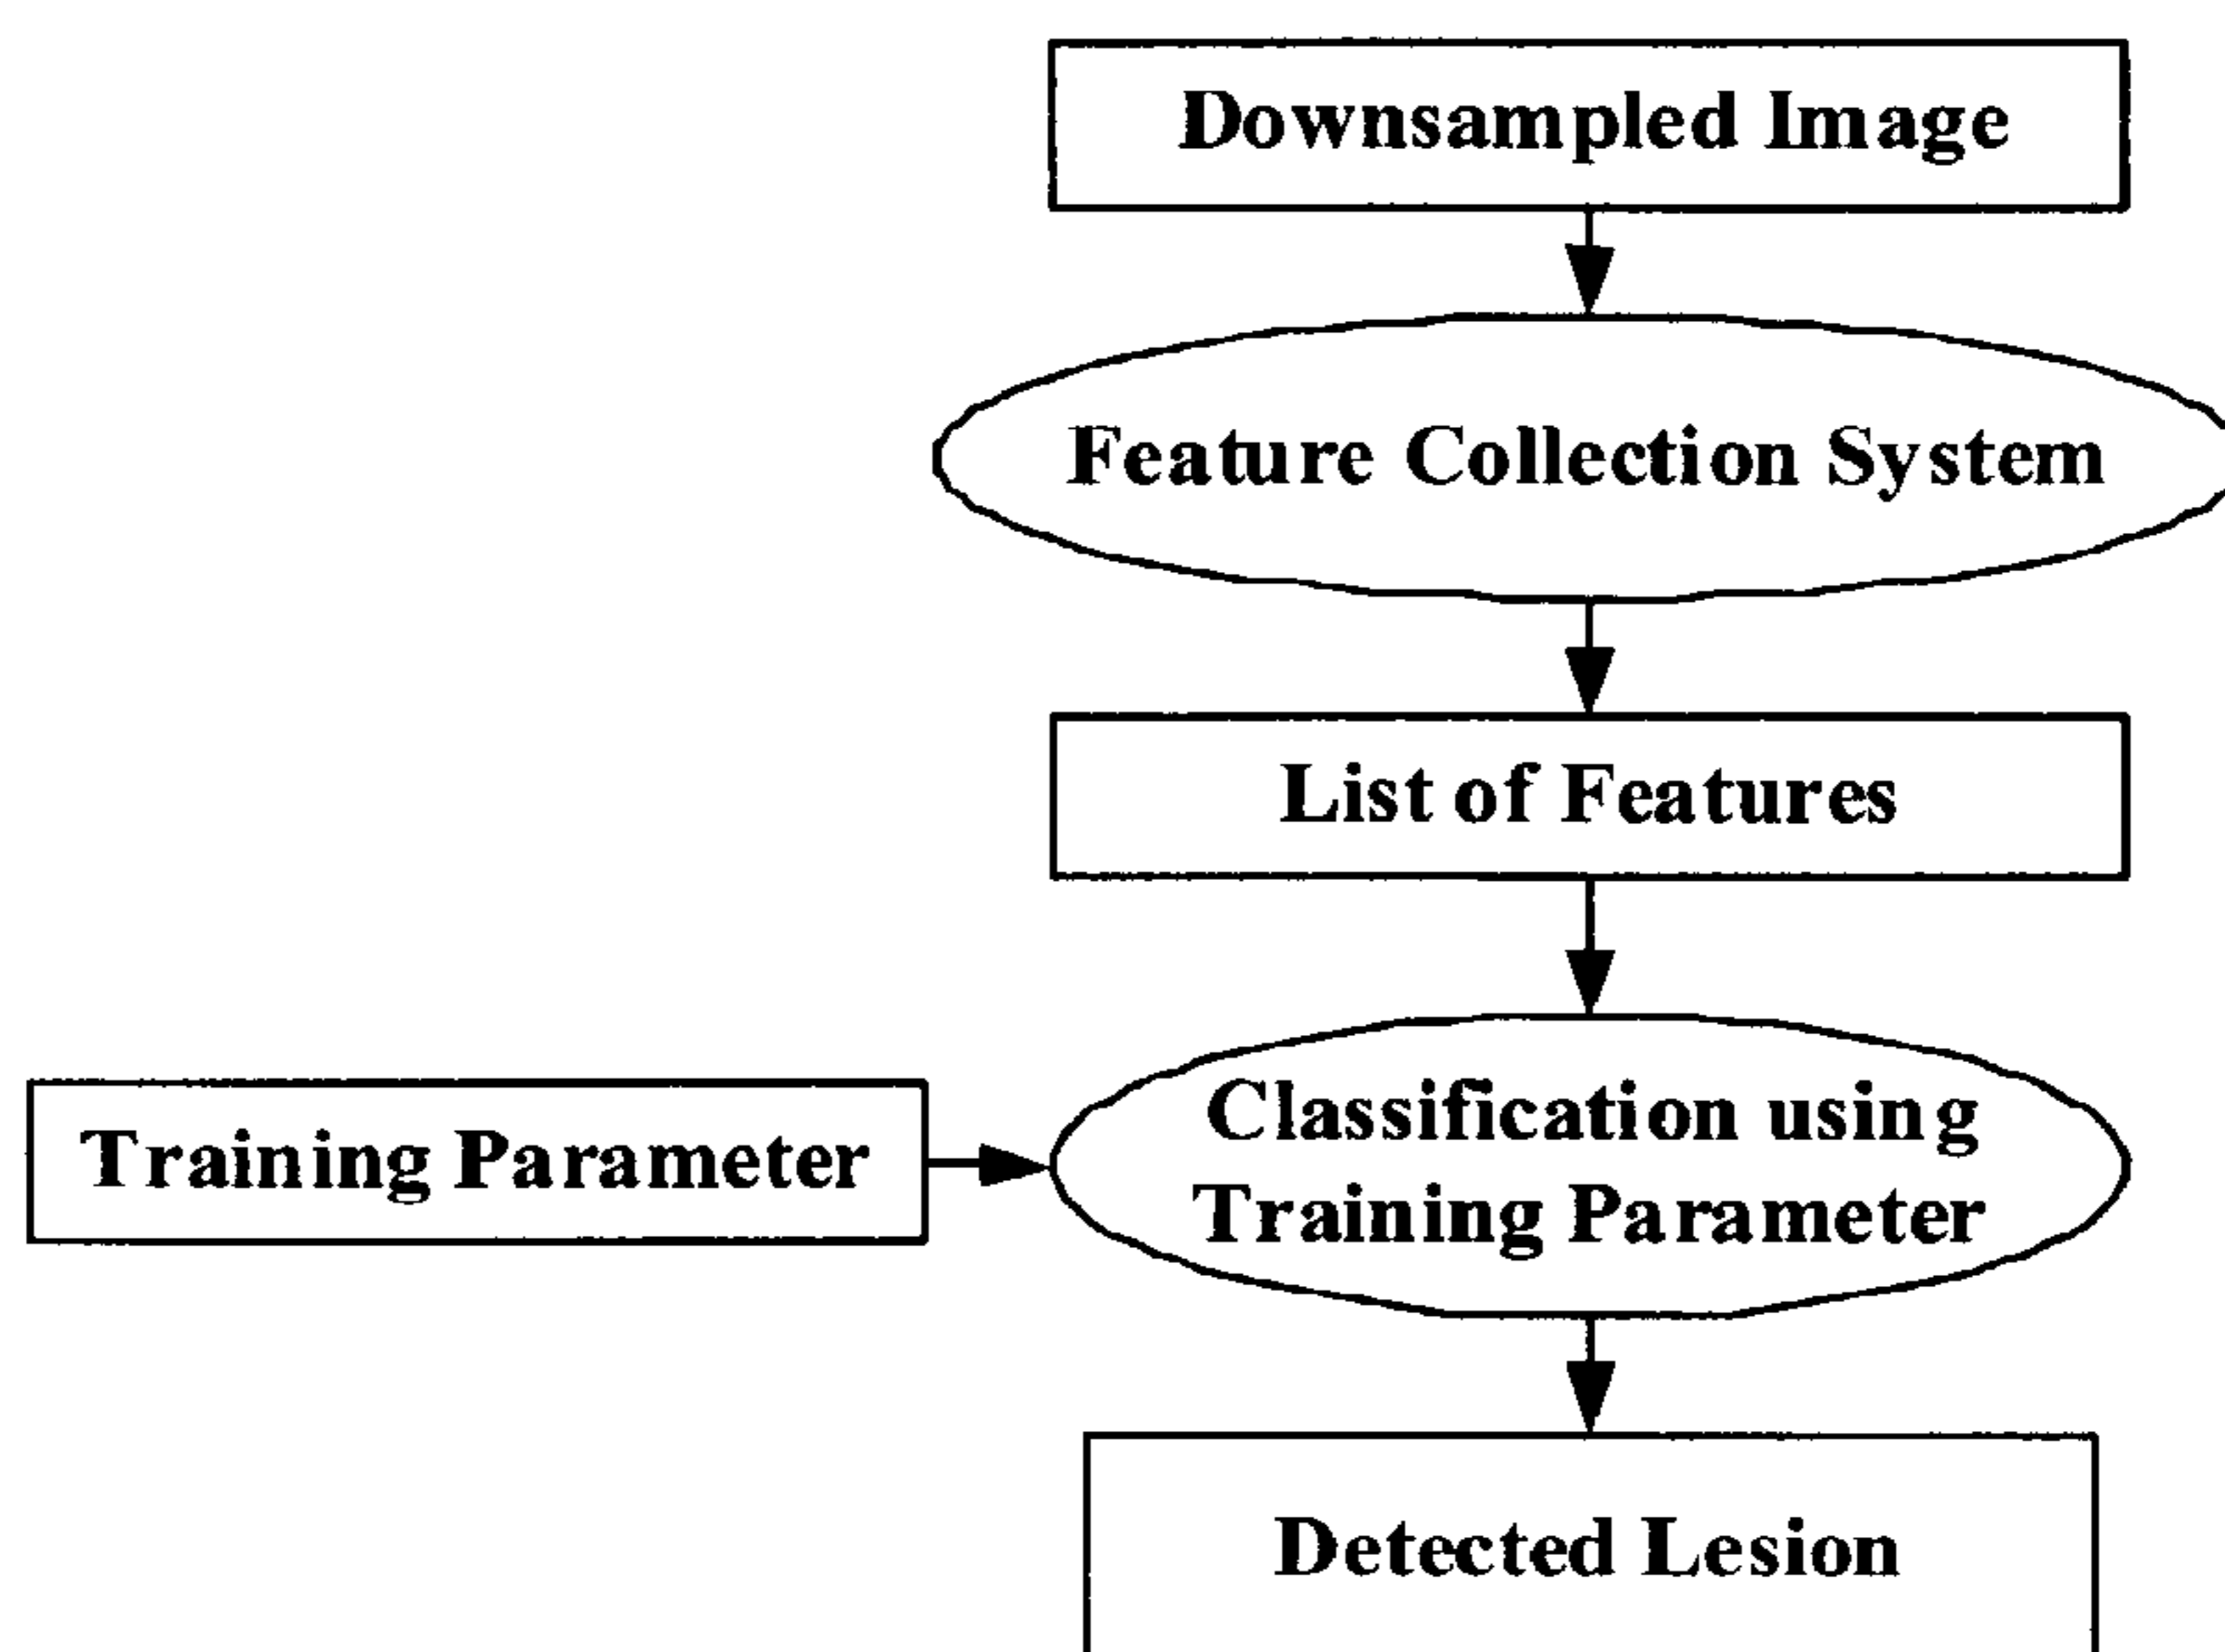 Downsampled Image
Feature Collection System
List of Features
Training Parameter
Classification using
Training Parameter
Detected Lesion